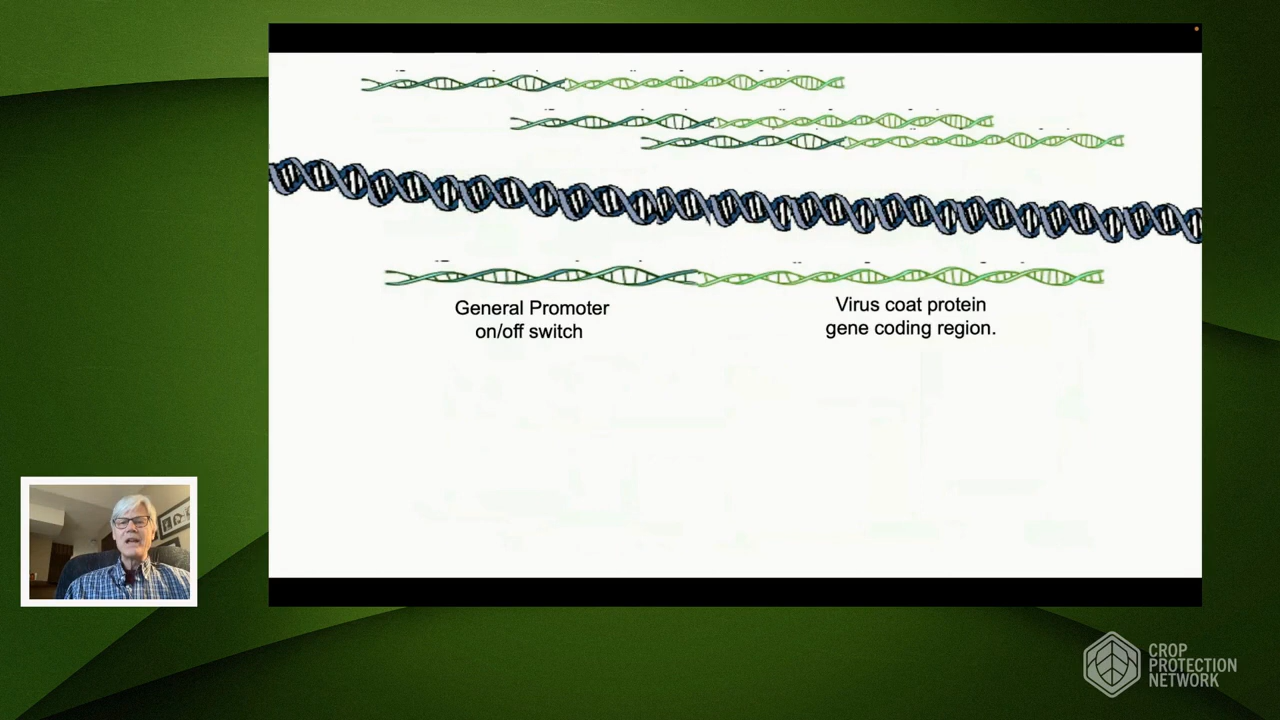 General Promoter
on/off switch
Virus coat protein
gene coding region.
CROP
PROTECTION
NETWORK